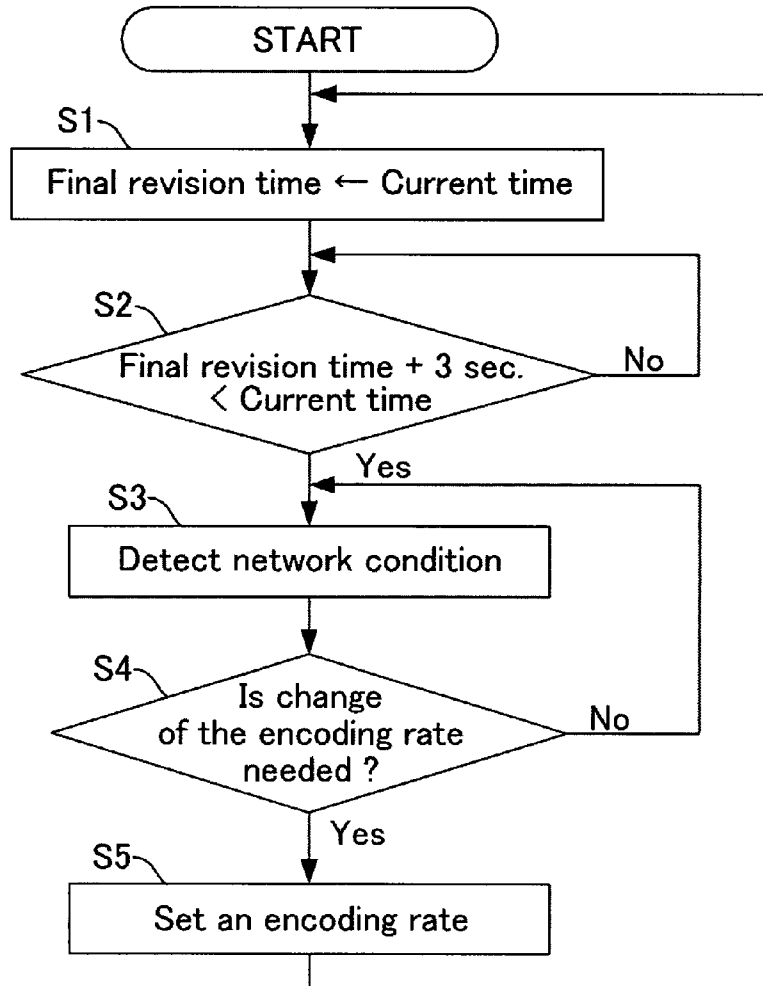 START
S1
Final revision time ← Current time
S2
Final revision time + 3 sec.
< Current time
No
Yes
S3
Detect network condition
S4
Is change
of the encoding rate
needed ?
No
Yes
S5
Set an encoding rate